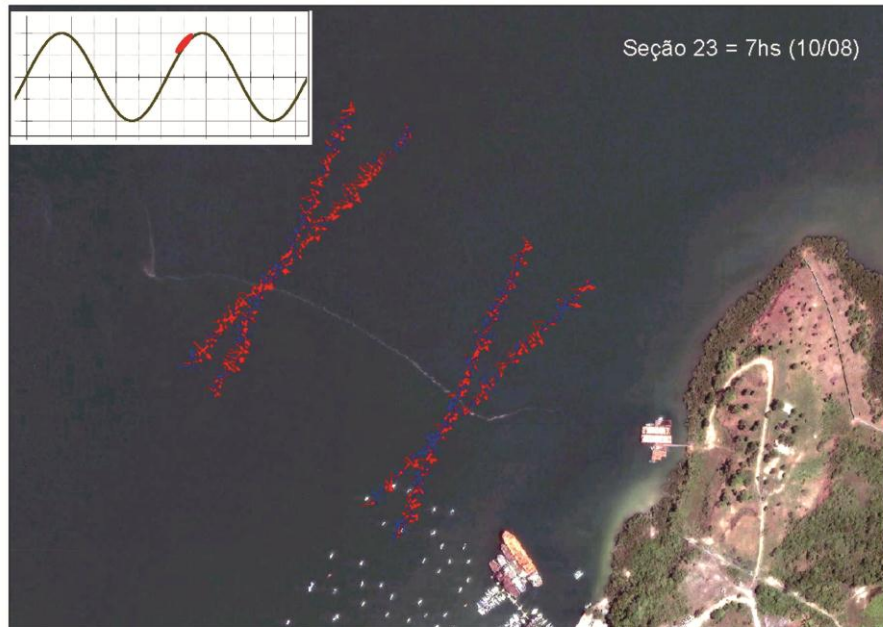 Seção 23 = 7hs (10/08)